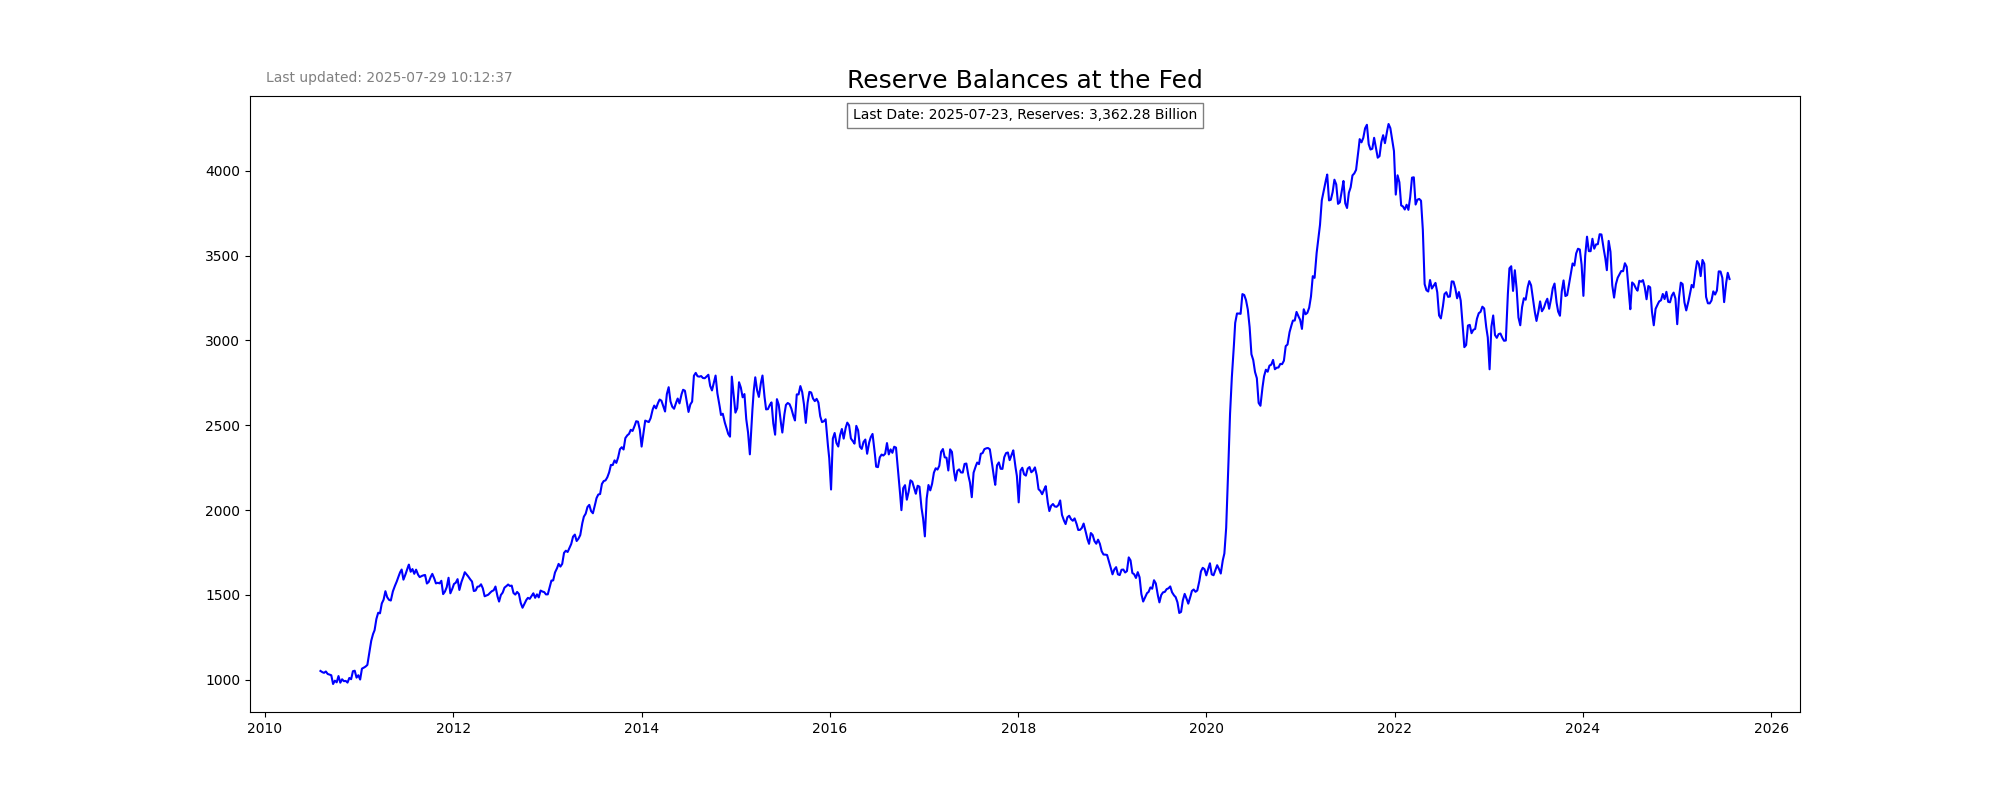 Last updated: 2025-07-29 10:12:37
Reserve Balances at the Fed
Last Date: 2025-07-23, Reserves: 3,362.28 Billion
4000
3500
3000
2500
2000
1500
1000
2010 2012 2014 2016 2018 2020 2022 2024 2026